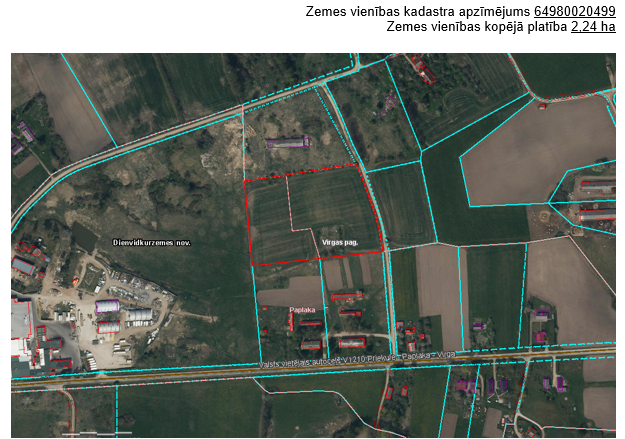 Zemes vienības kadastra apzīmējums 64980020499
Zemes vienības kopējā platība 2,24 ha
Dienvidkurzemes nov.
Virgas pag.
Paplaka
Valsts vietējais autoceļš V1210 Priekule - Paplaka - Virga